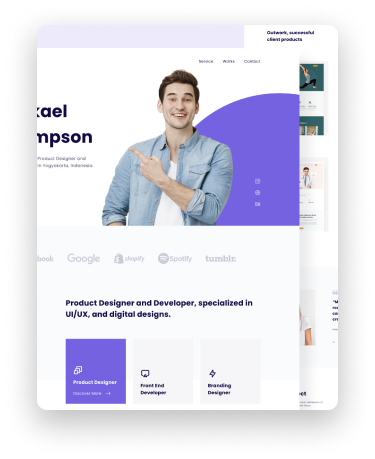 Outwork, successful
client products
Service Works Contact
kael
mpson
Product Designer and
in Yogyakarta, Indonesia.
book Google shopify Spotify tumblr.
Product Designer and Developer, specialized in
UI/UX, and digital designs.
Product Designer
Discover More →
Front End
Developer
Branding
Designer
ect